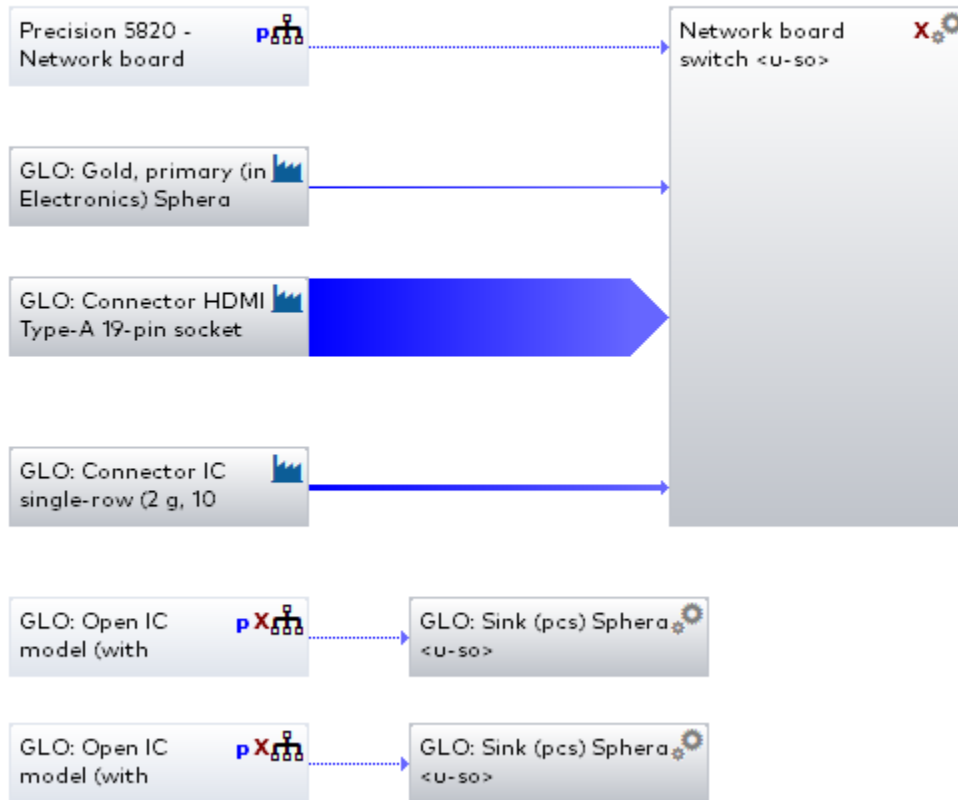 Precision 5820 -
Network board
p
Network board
switch <u-so>
X
GLO: Gold, primary (in
Electronics) Sphera
GLO: Connector HDMI
Type-A 19-pin socket
GLO: Connector IC
single-row (2 g, 10
GLO: Open IC
model (with
pX
GLO: Sink (pcs) Sphera
<u-so>
GLO: Open IC
model (with
pX
GLO: Sink (pcs) Sphera
<u-so>